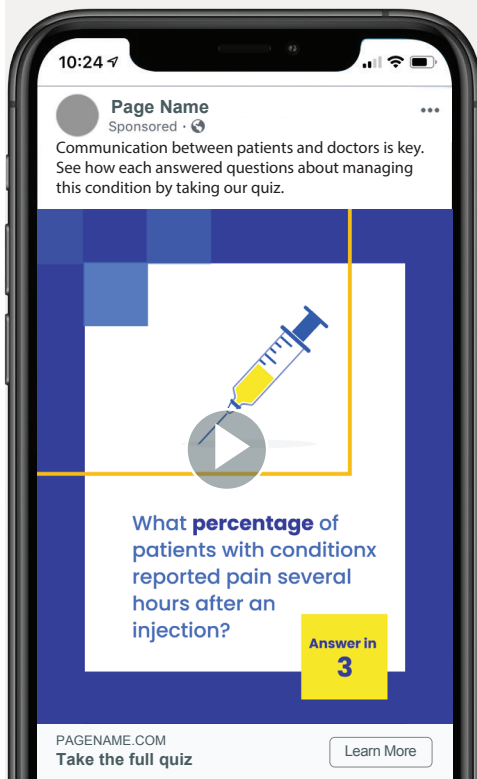 10:24
Page Name
Sponsored ·
Communication between patients and doctors is key.
See how each answered questions about managing
this condition by taking our quiz.
What percentage of
patients with conditionx
reported pain several
hours after an
injection?
Answer in
3
PAGENAME.COM
Take the full quiz
Learn More